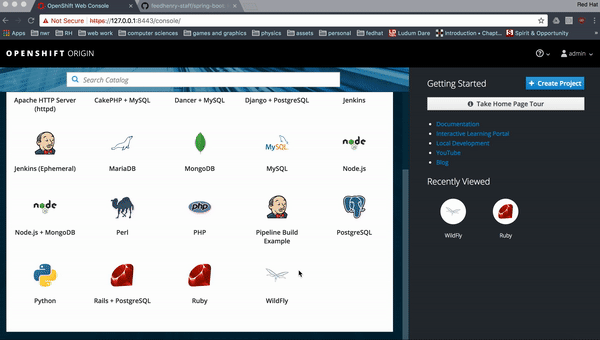 OpenShift Web Console
feedhenry-staff/spring-boo
Red Hat
Not Secure https://127.0.0.1:8443/console/
Apps nwr RH web work computer sciences games and graphics physics assets personal fedhat Ludum Dare Introduction • Chapt... Spirit & Opportunity
OPENSHIFT ORIGIN
admin
Search Catalog
Getting Started
Create Project
Take Home Page Tour
Documentation
Interactive Learning Portal
Local Development
YouTube
Blog
Recently Viewed
WildFly
Ruby
Apache HTTP Server (httpd)
CakePHP + MySQL
Dancer + MySQL
Django + PostgreSQL
Jenkins
Jenkins (Ephemeral)
MariaDB
MongoDB
MySQL
MySQL
node
Node.js
node
Node.js + MongoDB
Perl
php
PHP
Pipeline Build
Example
PostgreSQL
Python
Rails + PostgreSQL
Ruby
WildFly